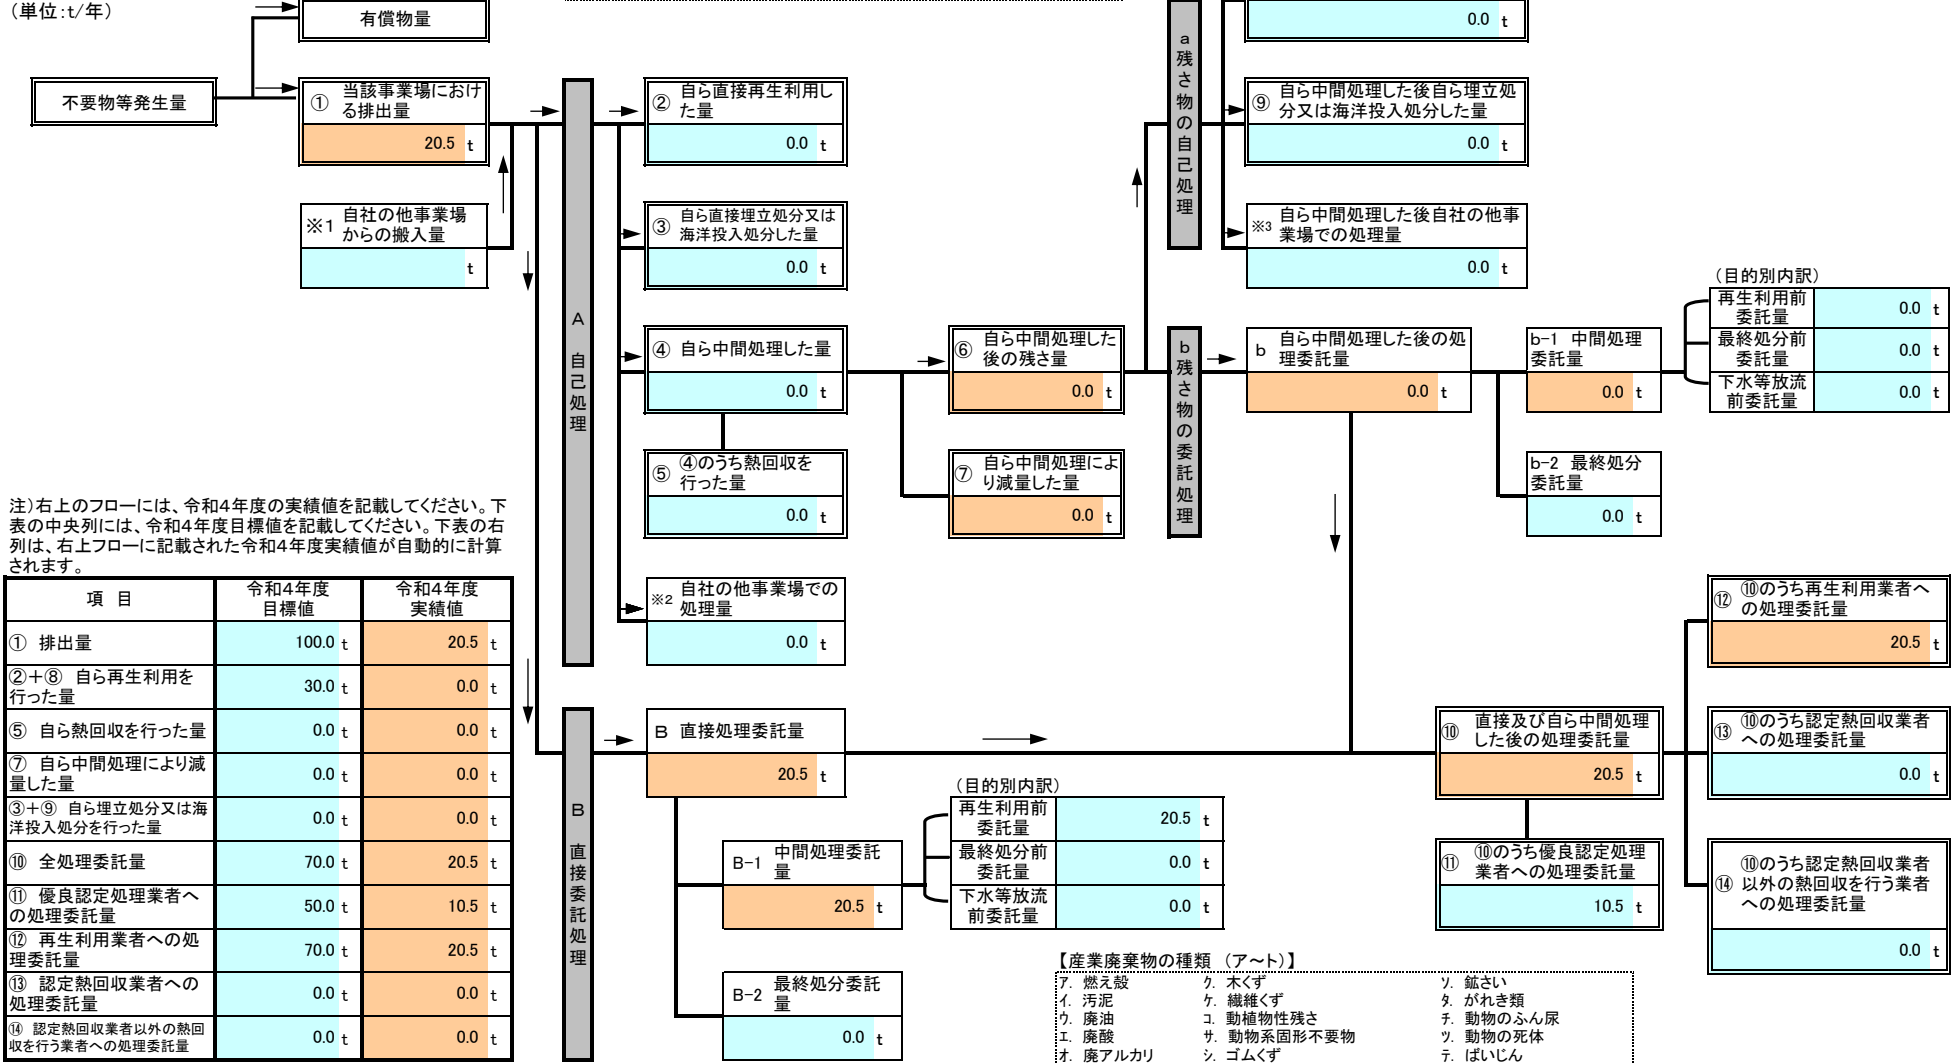 （単位：t/年）
有償物量
0.0 t
不要物等発生量
① 当該事業場におけ
る排出量
20.5 t
※1 自社の他事業場
からの搬入量
t
A 自己処理
② 自ら直接再生利用し
た量
0.0 t
③ 自ら直接埋立処分又は
海洋投入処分した量
0.0 t
④ 自ら中間処理した量
0.0 t
⑤ ④のうち熱回収を
行った量
0.0 t
※2 自社の他事業場での
処理量
0.0 t
⑥ 自ら中間処理した
後の残さ量
0.0 t
⑦ 自ら中間処理によ
り減量した量
0.0 t
a 残さ物の自己処理
⑨ 自ら中間処理した後自ら埋立処
分又は海洋投入処分した量
0.0 t
※3 自ら中間処理した後自社の他事
業場での処理量
0.0 t
b 残さ物の委託処理
b 自ら中間処理した後の処
理委託量
0.0 t
b-1 中間処理
委託量
0.0 t
b-2 最終処分
委託量
0.0 t
（目的別内訳）
再生利用前
委託量
0.0 t
最終処分前
委託量
0.0 t
下水等放流
前委託量
0.0 t
注）右上のフローには、令和４年度の実績値を記載してください。下
表の中央列には、令和４年度目標値を記載してください。下表の右
列は、右上フローに記載された令和４年度実績値が自動的に計算
されます。
項 目
令和４年度
目標値
令和４年度
実績値
① 排出量
100.0 t
20.5 t
②＋⑧ 自ら再生利用を
行った量
30.0 t
0.0 t
⑤ 自ら熱回収を行った量
0.0 t
0.0 t
⑦ 自ら中間処理により減
量した量
0.0 t
0.0 t
③＋⑨ 自ら埋立処分又は海
洋投入処分を行った量
0.0 t
0.0 t
⑩ 全処理委託量
70.0 t
20.5 t
⑪ 優良認定処理業者へ
の処理委託量
50.0 t
10.5 t
⑫ 再生利用業者への処
理委託量
70.0 t
20.5 t
⑬ 認定熱回収業者への
処理委託量
0.0 t
0.0 t
⑭ 認定熱回収業者以外の熱回
収を行う業者への処理委託量
0.0 t
0.0 t
B 直接委託処理
B 直接処理委託量
20.5 t
B-1 中間処理委託
量
20.5 t
B-2 最終処分委託
量
0.0 t
（目的別内訳）
再生利用前
委託量
20.5 t
最終処分前
委託量
0.0 t
下水等放流
前委託量
0.0 t
⑩ 直接及び自ら中間処理
した後の処理委託量
20.5 t
⑪ ⑩のうち優良認定処理
業者への処理委託量
10.5 t
⑫ ⑩のうち再生利用業者へ
の処理委託量
20.5 t
⑬ ⑩のうち認定熱回収業者
への処理委託量
0.0 t
⑭ ⑩のうち認定熱回収業者
以外の熱回収を行う業者
への処理委託量
0.0 t
【産業廃棄物の種類 （ア～ト）】
ア. 燃え殻 ク. 木くず ソ. 鉱さい
イ. 汚泥 ケ. 繊維くず タ. がれき類
ウ. 廃油 コ. 動植物性残さ チ. 動物のふん尿
エ. 廃酸 サ. 動物系固形不要物 ツ. 動物の死体
オ. 廃アルカリ シ. ゴムくず テ. ばいじん